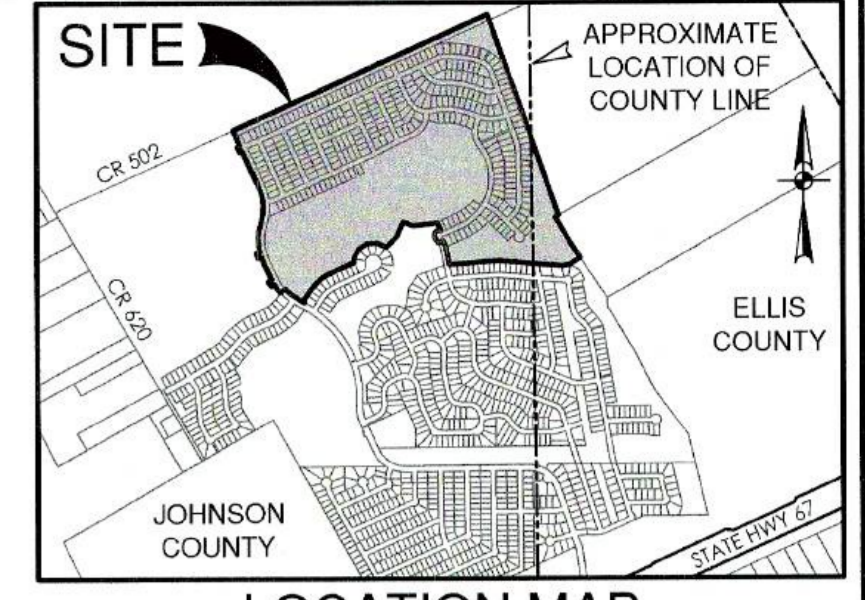 SITE
APPROXIMATE
LOCATION OF
COUNTY LINE
CR 502
CR 620
ELLIS
COUNTY
JOHNSON
COUNTY
STATE HWY 67
LOCATION MAP